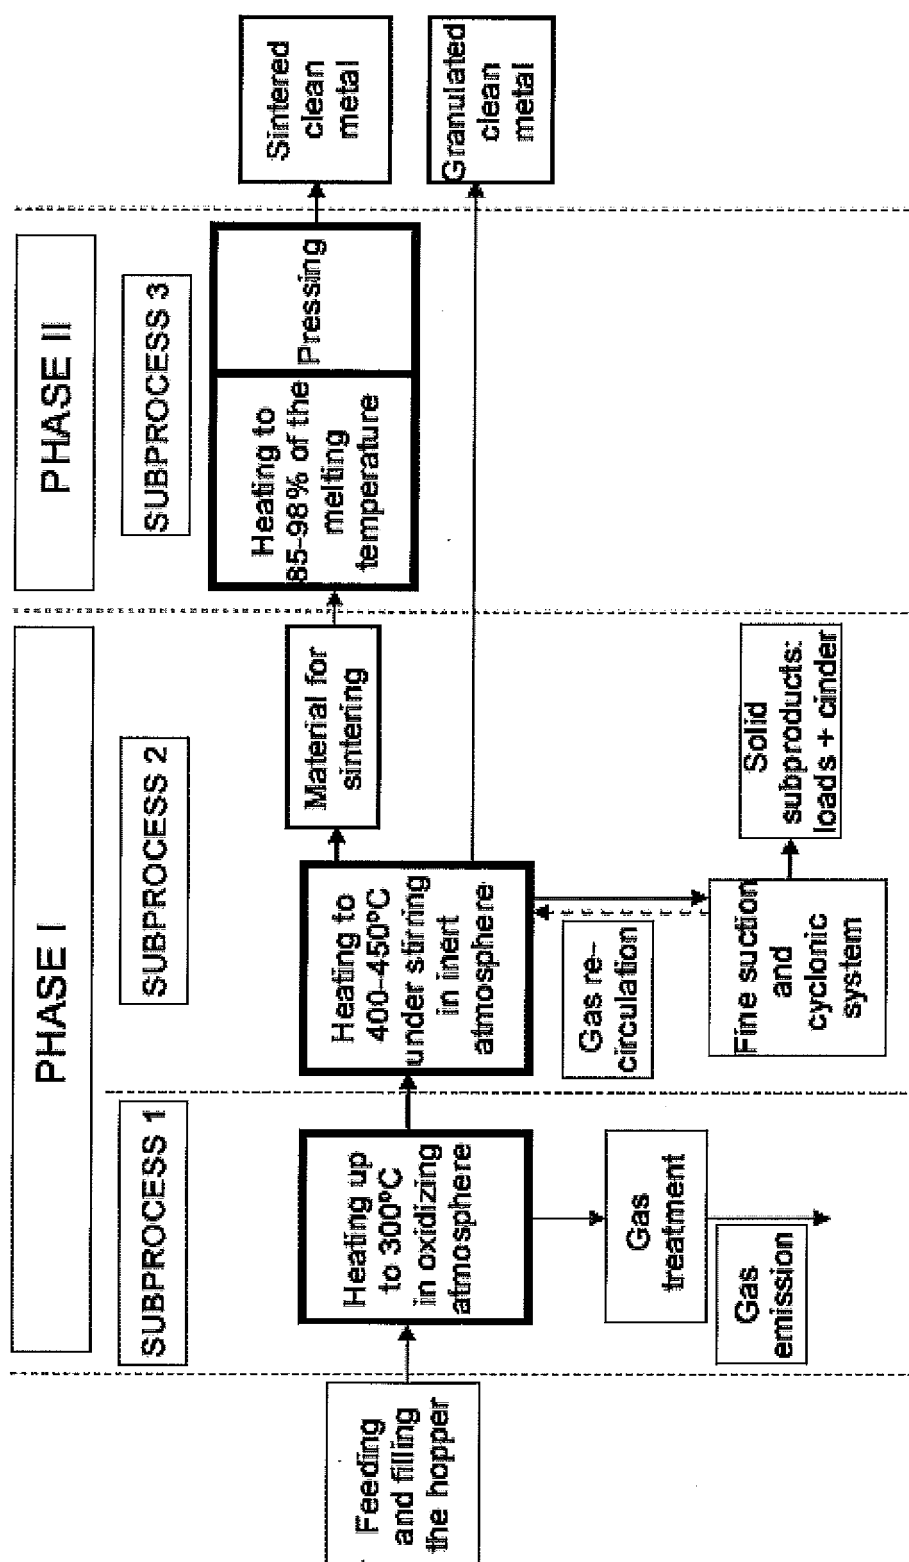 PHASE I
PHASE II
SUBPROCESS 1
SUBPROCESS 2
SUBPROCESS 3
Feeding
and filling
the hopper
Heating up
to 300ºC
in oxidizing
atmosphere
Gas
treatment
Gas
emission
Heating to
400-450ºC
under stirring
in inert
atmosphere
Gas re-
circulation
Fine suction
and
cyclonic
system
Solid
subproducts:
loads + cinder
Material for
sintering
Heating to
85-98% of the
melting
temperature
Pressing
Sintered
clean
metal
Granulated
clean
metal